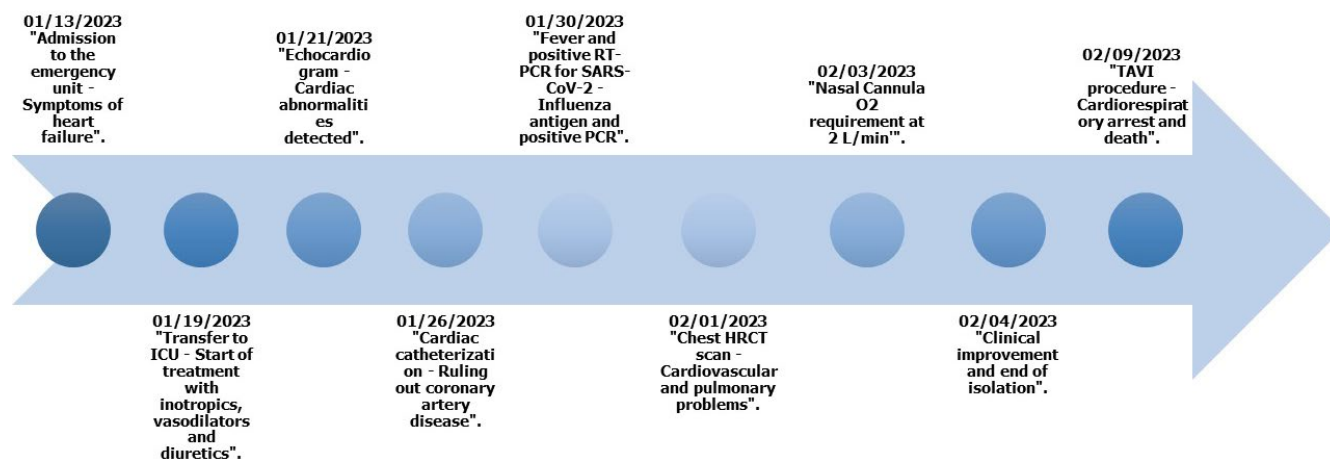 01/13/2023
"Admission
to the
emergency
unit -
Symptoms of
heart
failure".
01/19/2023
"Transfer to
ICU - Start of
treatment
with
inotropics,
vasodilators
and
diuretics".
01/21/2023
"Echocardio
gram -
Cardiac
abnormaliti
es
detected".
01/26/2023
"Cardiac
catheterizati
on - Ruling
out coronary
artery
disease".
01/30/2023
"Fever and
positive RT-
PCR for SARS-
CoV-2 -
Influenza
antigen and
positive PCR".
02/01/2023
"Chest HRCT
scan -
Cardiovascular
and pulmonary
problems".
02/03/2023
"Nasal Cannula
O2
requirement at
2 L/min'".
02/04/2023
"Clinical
improvement
and end of
isolation".
02/09/2023
"TAVI
procedure -
Cardiorespirat
ory arrest and
death".